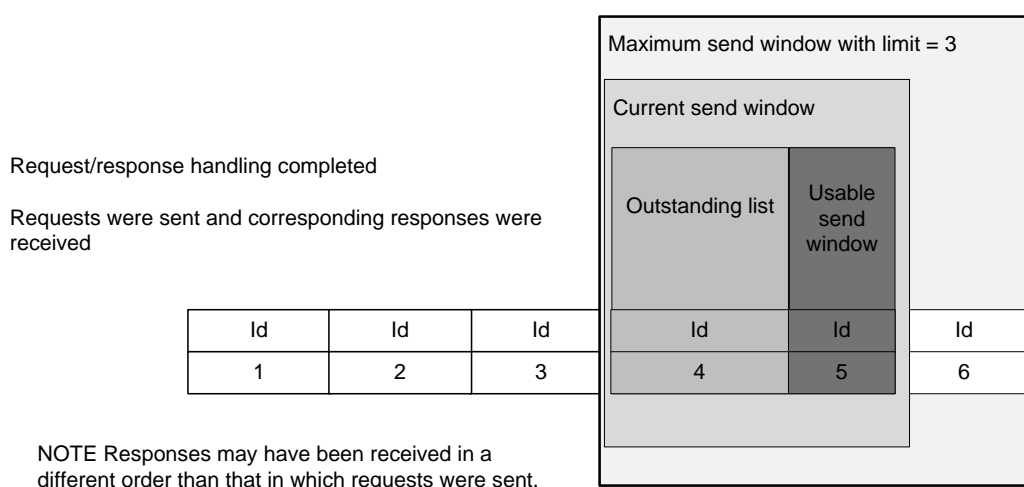 Maximum send window with limit = 3
Current send window
Request/response handling completed
Outstanding list
Usable
send
window
Requests were sent and corresponding responses were
received
Id Id Id Id Id Id
1 2 3 4 5 6
NOTE Responses may have been received in a
different order than that in which requests were sent.